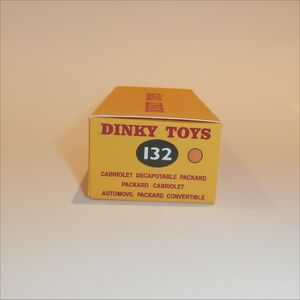 DINKY TOYS
132
CABRIOLET DECAPOTABLE PACKARD
PACKARD CABRIOLET
AUTOMOVIL PACKARD CONVERTIBLE